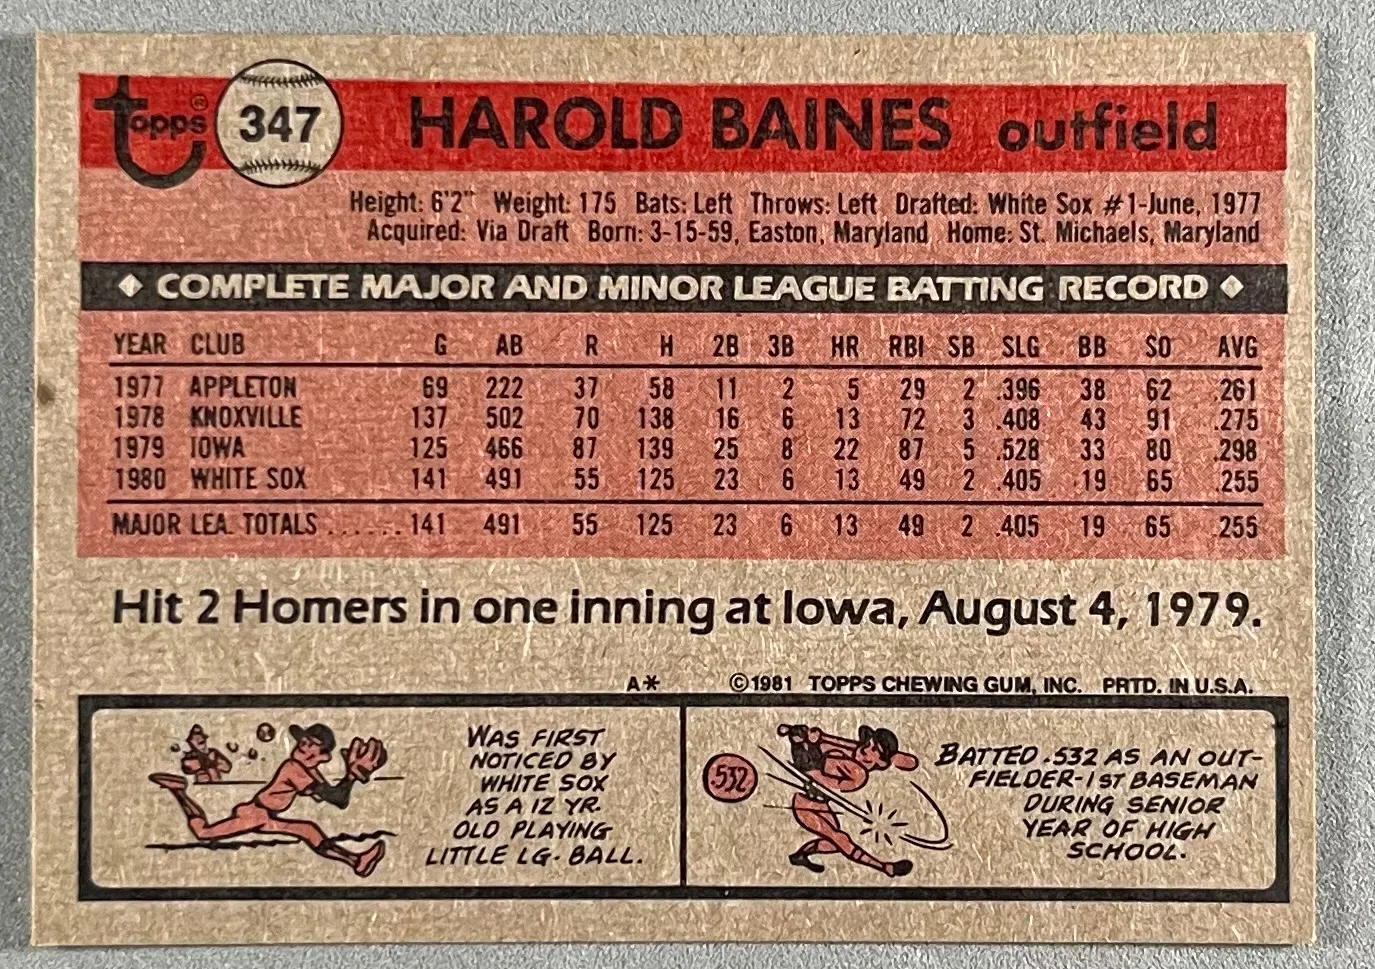 topps® 347 HAROLD BAINES outfield
Height: 6'2" Weight: 175 Bats: Left Throws: Left Drafted: White Sox #1-June, 1977
Acquired: Via Draft Born: 3-15-59, Easton, Maryland Home: St. Michaels, Maryland
COMPLETE MAJOR AND MINOR LEAGUE BATTING RECORD
YEAR CLUB G AB R H 2B 3B HR RBI SB SLG BB SO AVG
1977 APPLETON 69 222 37 58 11 2 5 29 2 .396 38 62 .261
1978 KNOXVILLE 137 502 70 138 16 6 13 72 3 .408 43 91 .275
1979 IOWA 125 466 87 139 25 8 22 87 5 .528 33 80 .298
1980 WHITE SOX 141 491 55 125 23 6 13 49 2 .405 19 65 .255
MAJOR LEA. TOTALS ...... 141 491 55 125 23 6 13 49 2 .405 19 65 .255
Hit 2 Homers in one inning at Iowa, August 4, 1979.
A* ©1981 TOPPS CHEWING GUM, INC. PRTD. IN U.S.A.
WAS FIRST
NOTICED BY
WHITE SOX
AS A 12 YR.
OLD PLAYING
LITTLE LG. BALL.
.532
BATTED .532 AS AN OUT-
FIELDER-1ST BASEMAN
DURING SENIOR
YEAR OF HIGH
SCHOOL.